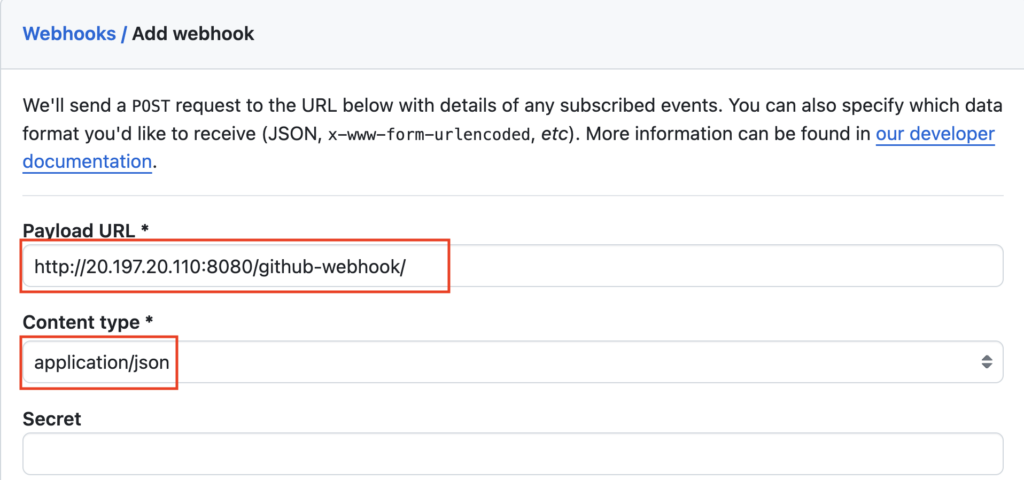 Webhooks / Add webhook
We'll send a POST request to the URL below with details of any subscribed events. You can also specify which data
format you'd like to receive (JSON, x-www-form-urlencoded, etc). More information can be found in our developer
documentation.
Payload URL *
http://20.197.20.110:8080/github-webhook/
Content type *
application/json
Secret